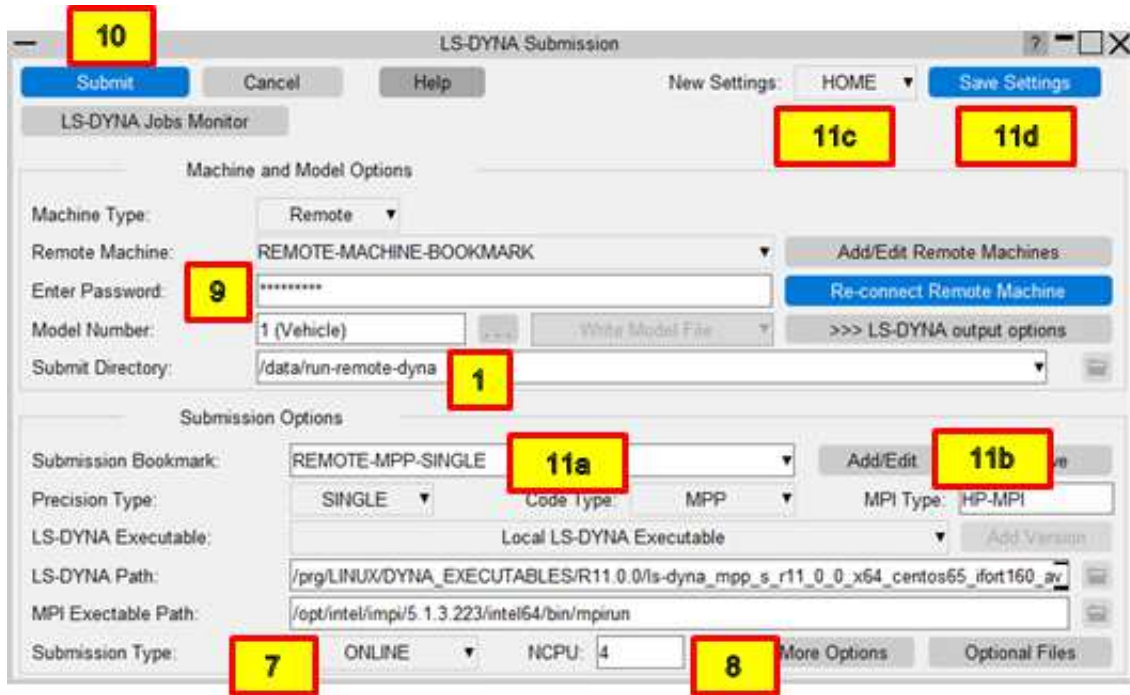 10
LS-DYNA Submission
?
Submit Cancel Help New Settings: HOME Save Settings
LS-DYNA Jobs Monitor 11c 11d
Machine and Model Options
Machine Type: Remote
Remote Machine: REMOTE-MACHINE-BOOKMARK Add/Edit Remote Machines
Enter Password: 9 ********* Re-connect Remote Machine
Model Number: 1 (Vehicle) ... Write Model File >>> LS-DYNA output options
Submit Directory: /data/run-remote-dyna 1
Submission Options
Submission Bookmark: REMOTE-MPP-SINGLE 11a Add/Edit 11b
Precision Type: SINGLE Code Type: MPP MPI Type: HP-MPI
LS-DYNA Executable: Local LS-DYNA Executable Add Version
LS-DYNA Path: /prg/LINUX/DYNA_EXECUTABLES/R11.0.0/ls-dyna_mpp_s_r11_0_0_x64_centos65_ifort160_av
MPI Exectable Path: /opt/intel/impi/5.1.3.223/intel64/bin/mpirun
Submission Type: 7 ONLINE NCPU: 4 8 More Options Optional Files